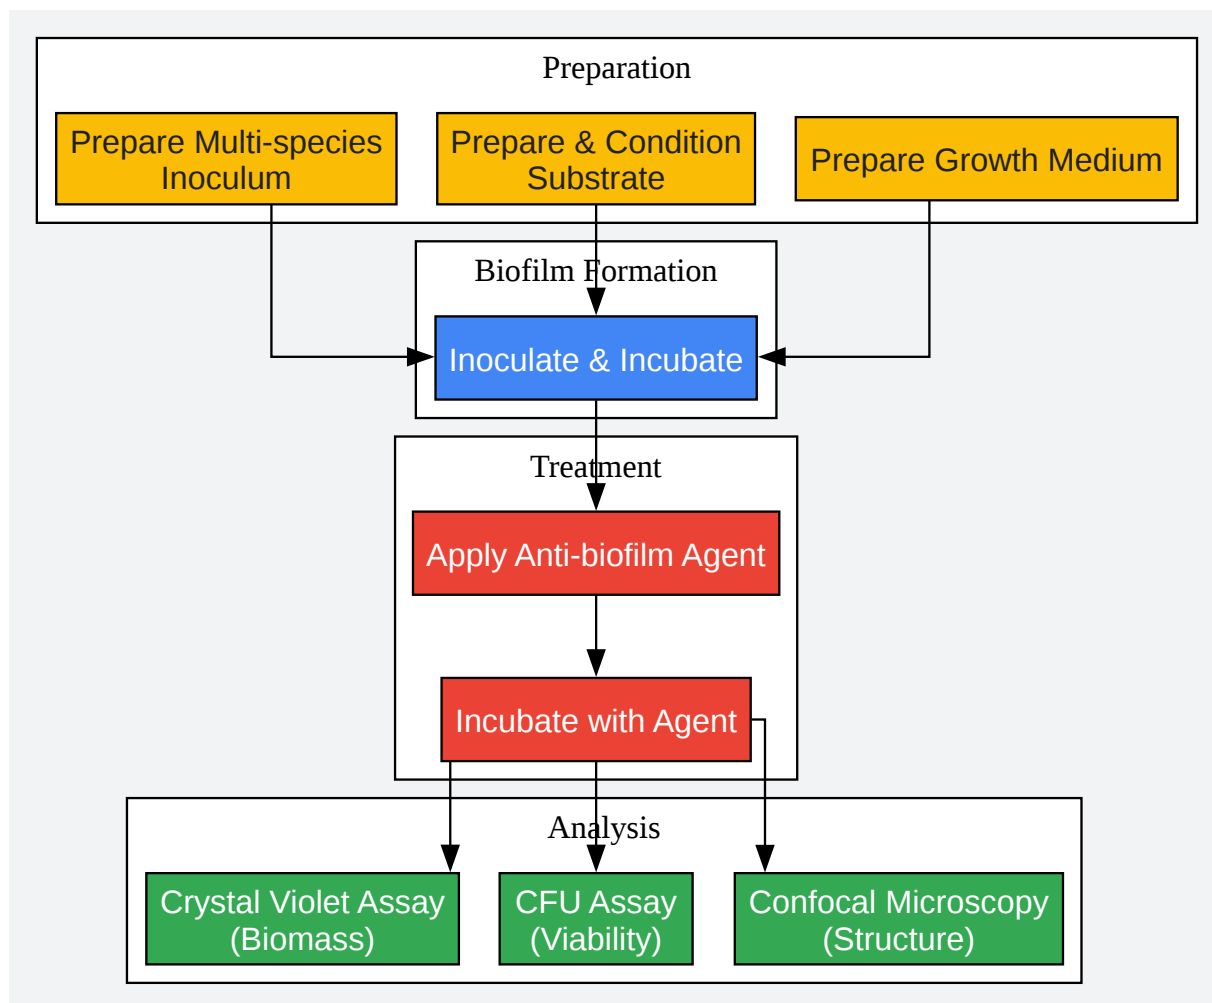 Preparation
Prepare Multi-species
Inoculum
Prepare & Condition
Substrate
Prepare Growth Medium
Biofilm Formation
Inoculate & Incubate
Treatment
Apply Anti-biofilm Agent
Incubate with Agent
Analysis
Crystal Violet Assay
(Biomass)
CFU Assay
(Viability)
Confocal Microscopy
(Structure)